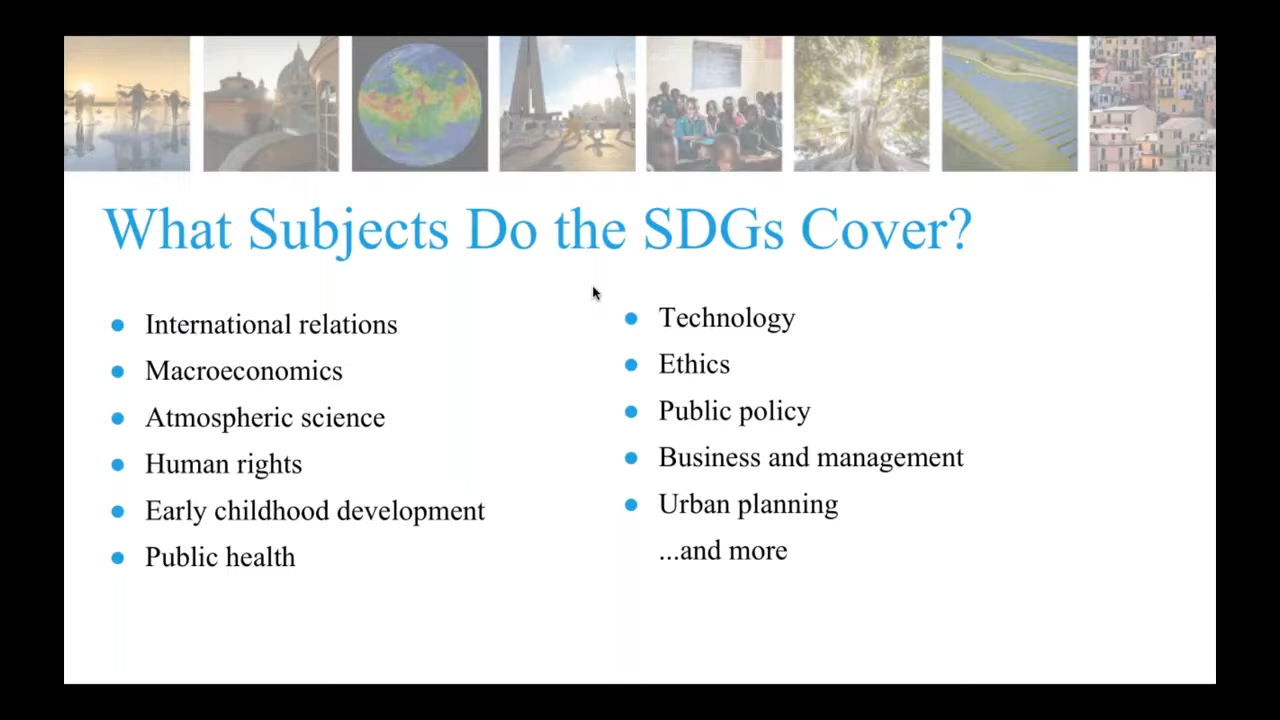 What Subjects Do the SDGs Cover?
International relations
Macroeconomics
Atmospheric science
Human rights
Early childhood development
Public health
Technology
Ethics
Public policy
Business and management
Urban planning
...and more